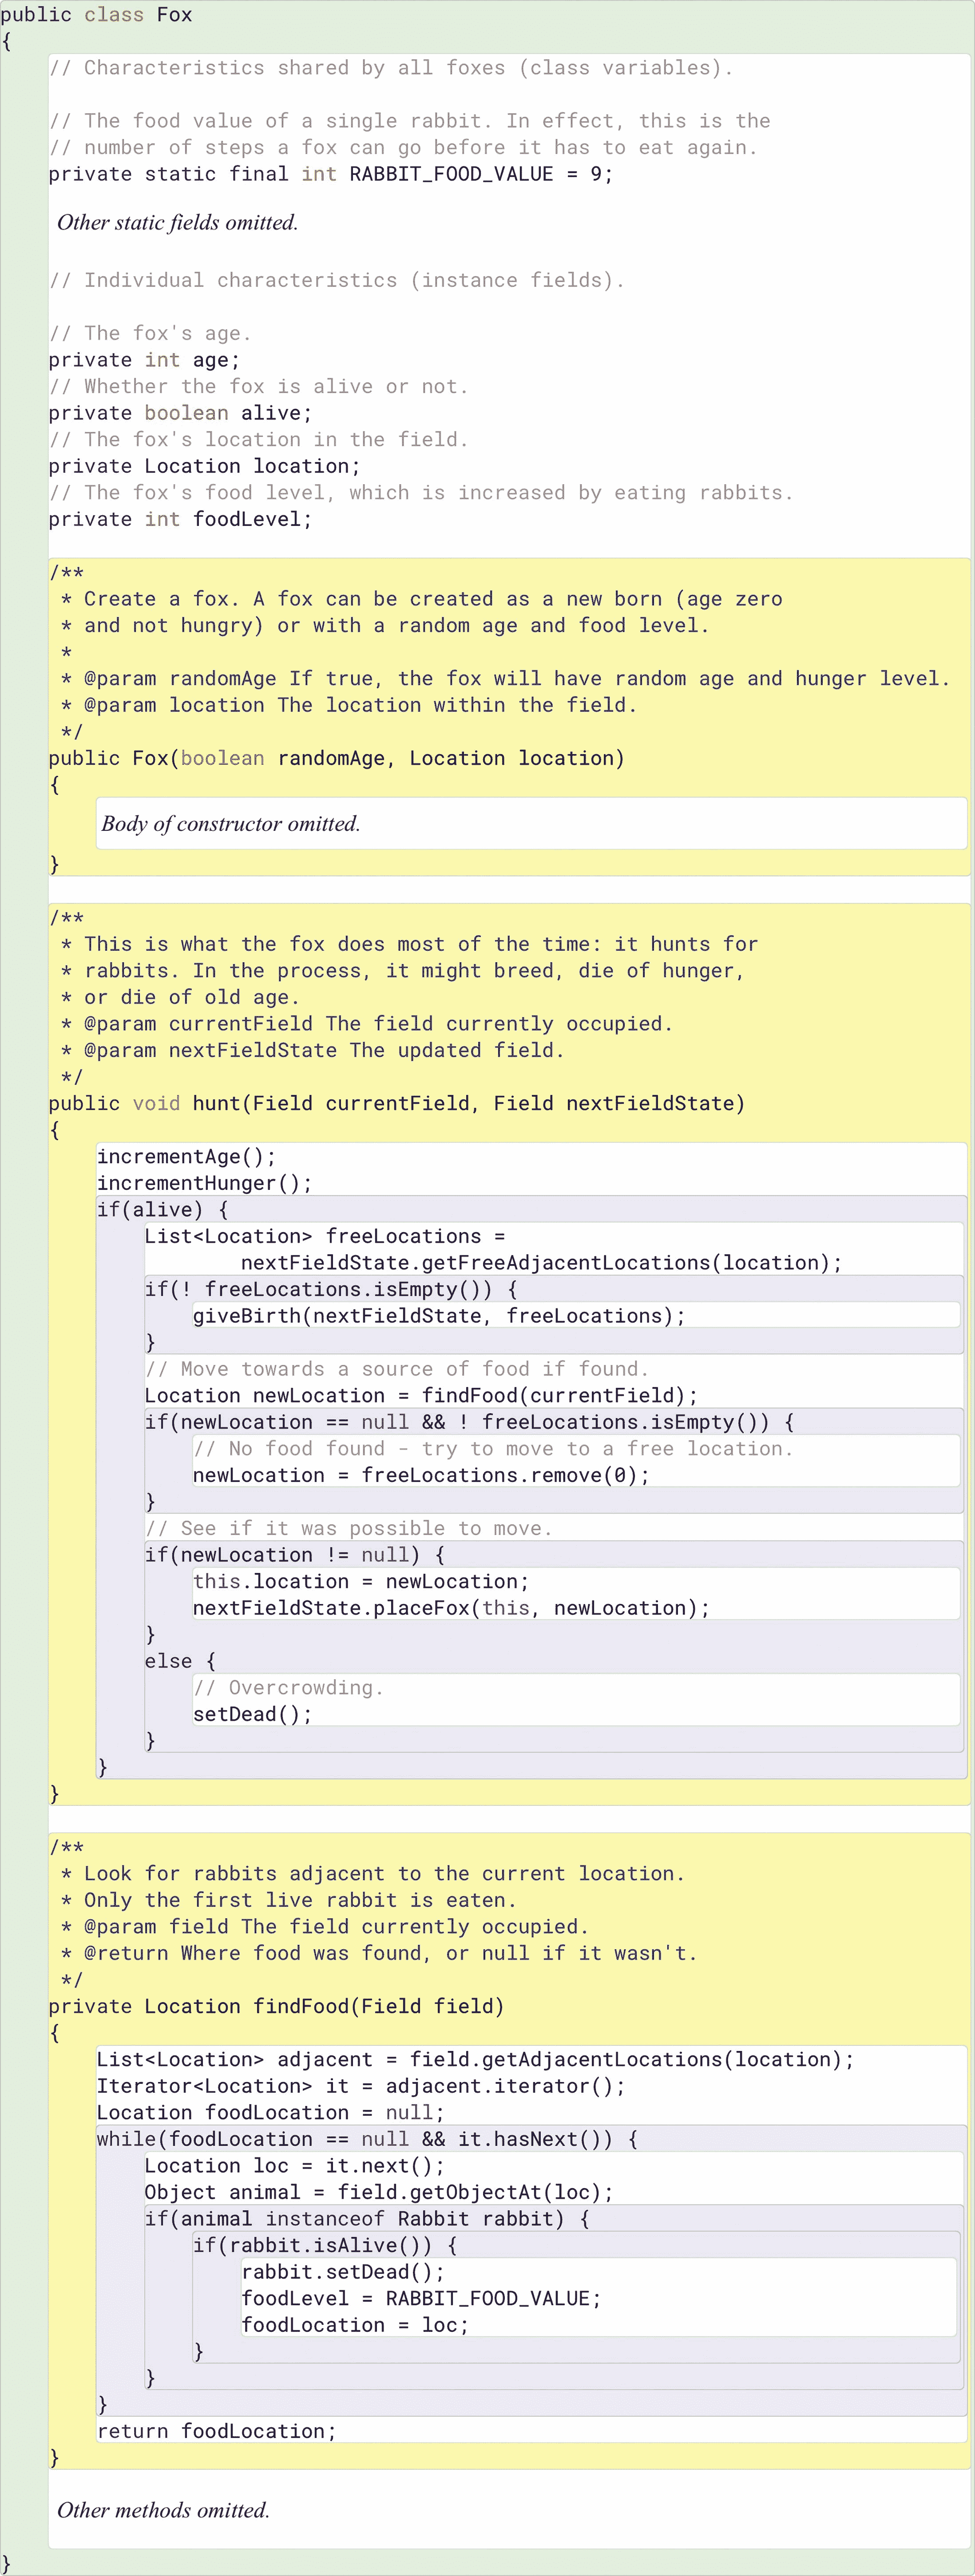 public class Fox
{
// Characteristics shared by all foxes (class variables).
// The food value of a single rabbit. In effect, this is the
// number of steps a fox can go before it has to eat again.
private static final int RABBIT_FOOD_VALUE = 9;
Other static fields omitted.
// Individual characteristics (instance fields).
// The fox's age.
private int age;
// Whether the fox is alive or not.
private boolean alive;
// The fox's location in the field.
private Location location;
// The fox's food level, which is increased by eating rabbits.
private int foodLevel;
/**
* Create a fox. A fox can be created as a new born (age zero
* and not hungry) or with a random age and food level.
*
* @param randomAge If true, the fox will have random age and hunger level.
* @param location The location within the field.
*/
public Fox(boolean randomAge, Location location)
{
Body of constructor omitted.
}
/**
* This is what the fox does most of the time: it hunts for
* rabbits. In the process, it might breed, die of hunger,
* or die of old age.
* @param currentField The field currently occupied.
* @param nextFieldState The updated field.
*/
public void hunt(Field currentField, Field nextFieldState)
{
incrementAge();
incrementHunger();
if(alive) {
List<Location> freeLocations =
nextFieldState.getFreeAdjacentLocations(location);
if(! freeLocations.isEmpty()) {
giveBirth(nextFieldState, freeLocations);
}
// Move towards a source of food if found.
Location newLocation = findFood(currentField);
if(newLocation == null && ! freeLocations.isEmpty()) {
// No food found - try to move to a free location.
newLocation = freeLocations.remove(0);
}
// See if it was possible to move.
if(newLocation != null) {
this.location = newLocation;
nextFieldState.placeFox(this, newLocation);
}
else {
// Overcrowding.
setDead();
}
}
}
/**
* Look for rabbits adjacent to the current location.
* Only the first live rabbit is eaten.
* @param field The field currently occupied.
* @return Where food was found, or null if it wasn't.
*/
private Location findFood(Field field)
{
List<Location> adjacent = field.getAdjacentLocations(location);
Iterator<Location> it = adjacent.iterator();
Location foodLocation = null;
while(foodLocation == null && it.hasNext()) {
Location loc = it.next();
Object animal = field.getObjectAt(loc);
if(animal instanceof Rabbit rabbit) {
if(rabbit.isAlive()) {
rabbit.setDead();
foodLevel = RABBIT_FOOD_VALUE;
foodLocation = loc;
}
}
}
return foodLocation;
}
Other methods omitted.
}